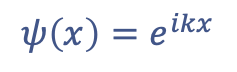 ψ(x) = e^{ikx}